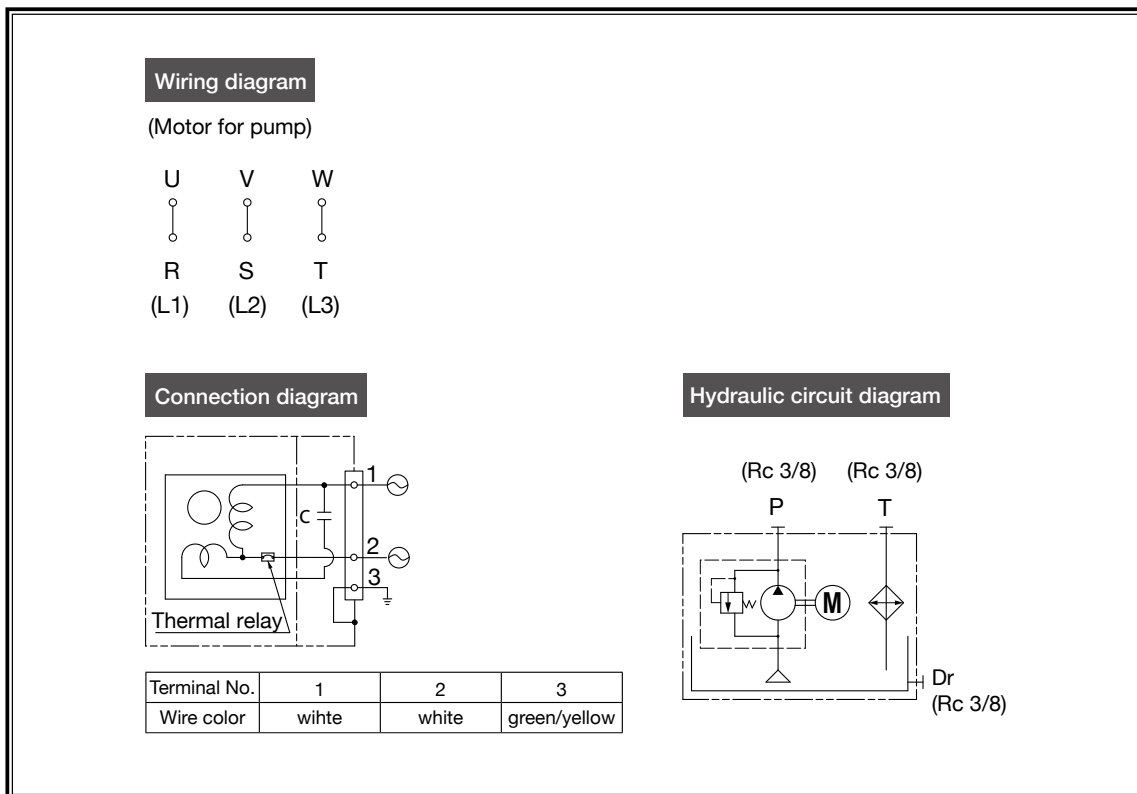 Wiring diagram
(Motor for pump)
U V W
R S T
(L1) (L2) (L3)
Connection diagram
1
C
2
3
Thermal relay
Terminal No. 1 2 3
Wire color wihte white green/yellow
Hydraulic circuit diagram
(Rc 3/8) (Rc 3/8)
P T
M
Dr
(Rc 3/8)